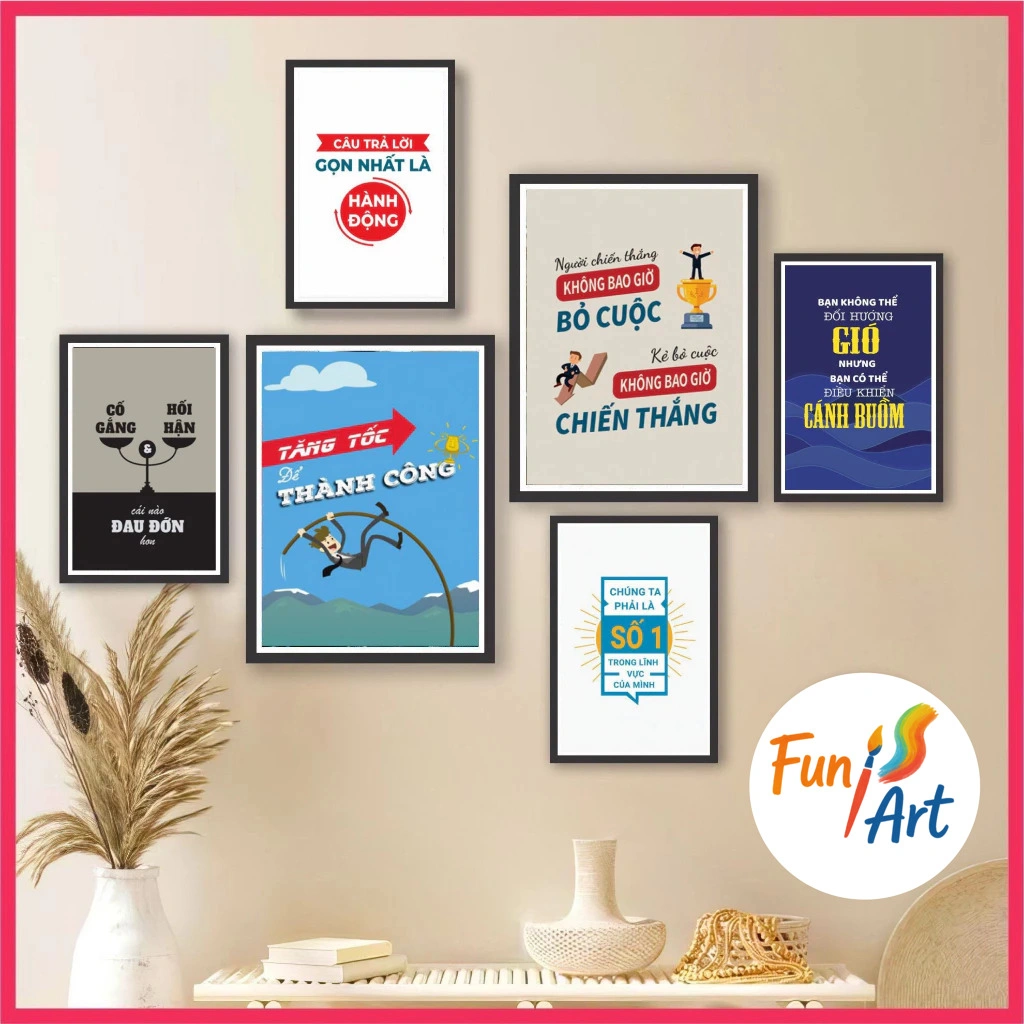 CÂU TRẢ LỜI
GỌN NHẤT LÀ
HÀNH
ĐỘNG
Người chiến thắng
KHÔNG BAO GIỜ
BỎ CUỘC
Kẻ bỏ cuộc
KHÔNG BAO GIỜ
CHIẾN THẮNG
BẠN KHÔNG THỂ
ĐỔI HƯỚNG
GIÓ
NHƯNG
BẠN CÓ THỂ
ĐIỀU KHIỂN
CÁNH BUỒM
CỐ
GẮNG
&
HỐI
HẬN
cái nào
ĐAU ĐỚN
hơn
TĂNG TỐC
Để
THÀNH CÔNG
CHÚNG TA
PHẢI LÀ
SỐ 1
TRONG LĨNH
VỰC
CỦA MÌNH
Fun
Art